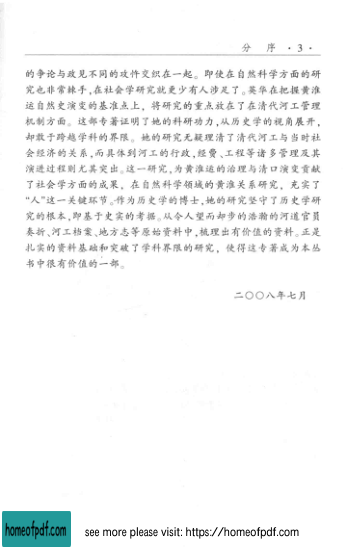 分 序 · 3 ·
的争论与政见不同的攻忤交织在一起。即使在自然科学方面的研
究也非常棘手,在社会学研究就更少有人涉足了。英华在把握黄淮
运自然史演变的基准点上，将研究的重点放在了在清代河工管理
机制方面。这部专著证明了她的科研功力,从历史学的视角展开,
却敢于跨越学科的界限。她的研究无疑理清了清代河工与当时社
会经济的关系,而具体到河工的行政,经费、工程等诸多管理及其
演进过程则尤其突出。这一研究,为黄淮运的治理与清口演变贡献
了社会学方面的成果，在自然科学领域的黄淮关系研究，充实了
“人”这一关键环节。作为历史学的博士,她的研究坚守了历史学研
究的根本,即基于史实的考据。从令人望而却步的浩瀚的河道官员
奏折、河工档案、地方志等原始资料中,梳理出有价值的资料。正是
扎实的资料基础和突破了学科界限的研究，使得这专著成为本丛
书中很有价值的一部。
二〇〇八年七月
homeofpdf.com
see more please visit: https://homeofpdf.com